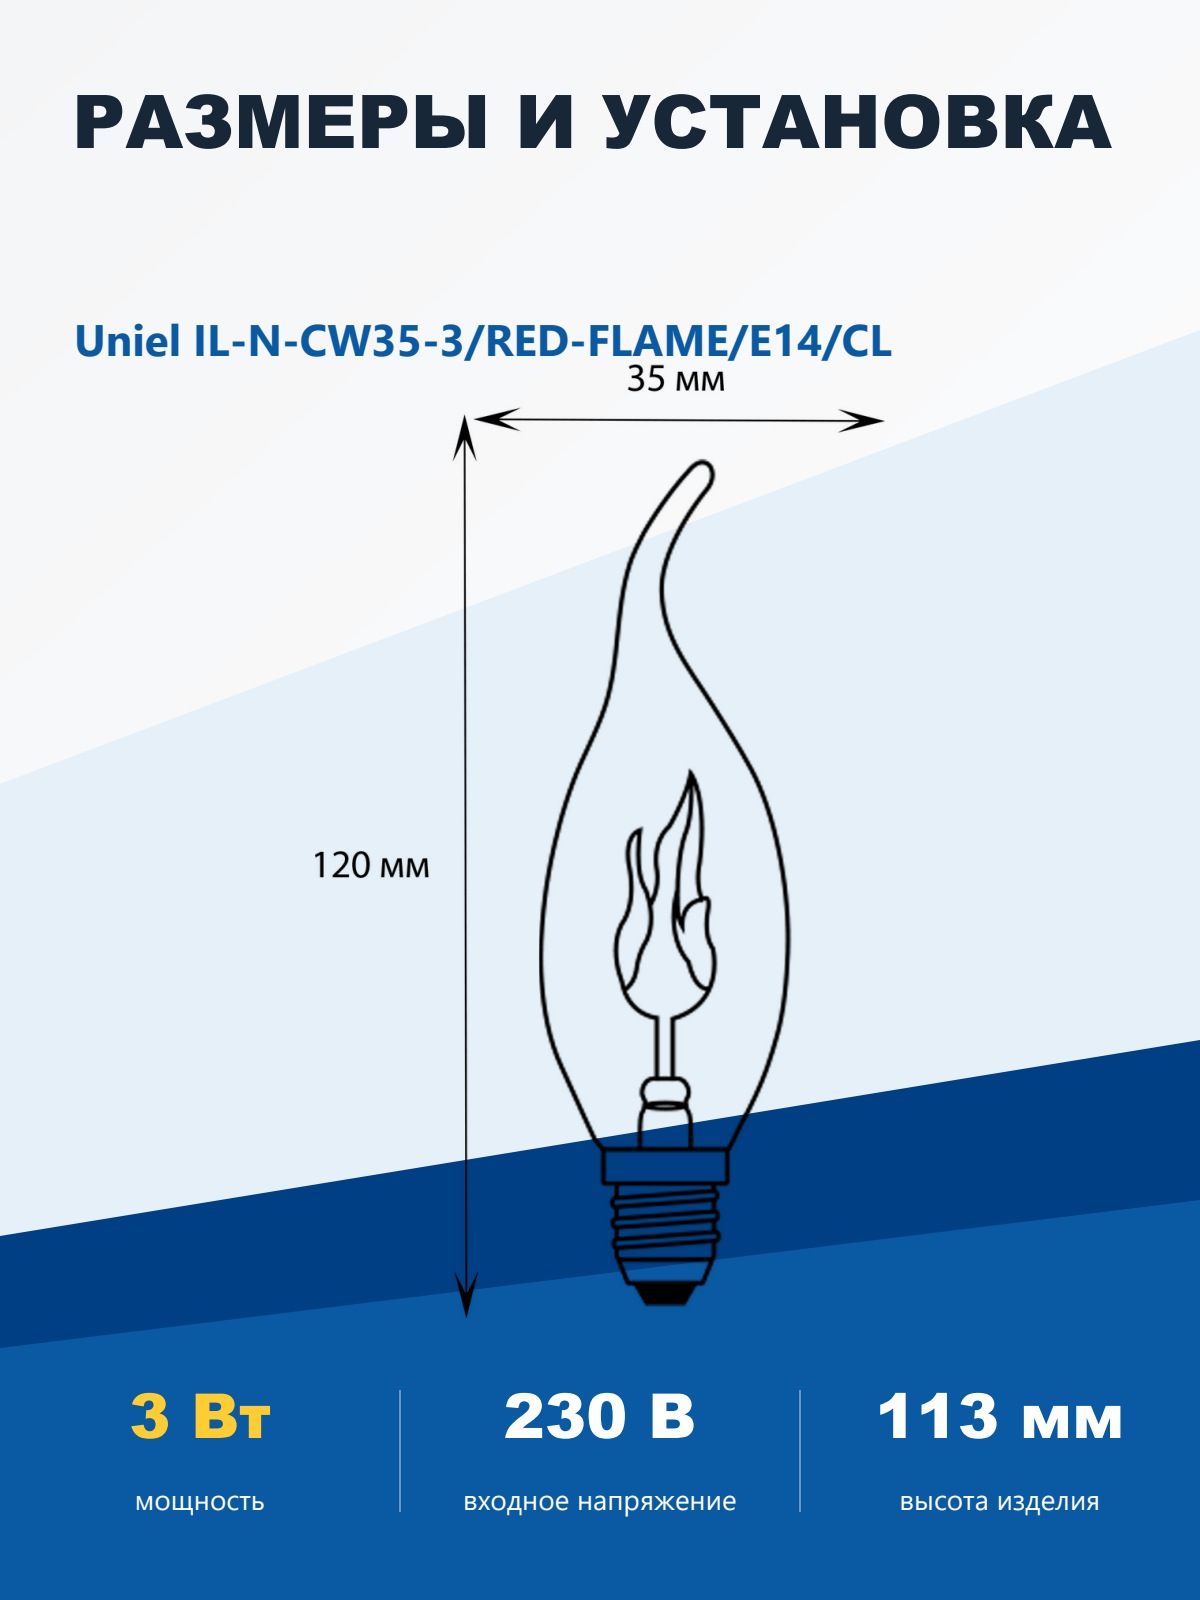 РАЗМЕРЫ И УСТАНОВКА
Uniel IL-N-CW35-3/RED-FLAME/E14/CL
35 мм
120 мм
3 Вт
230 В
113 мм
мощность
входное напряжение
высота изделия